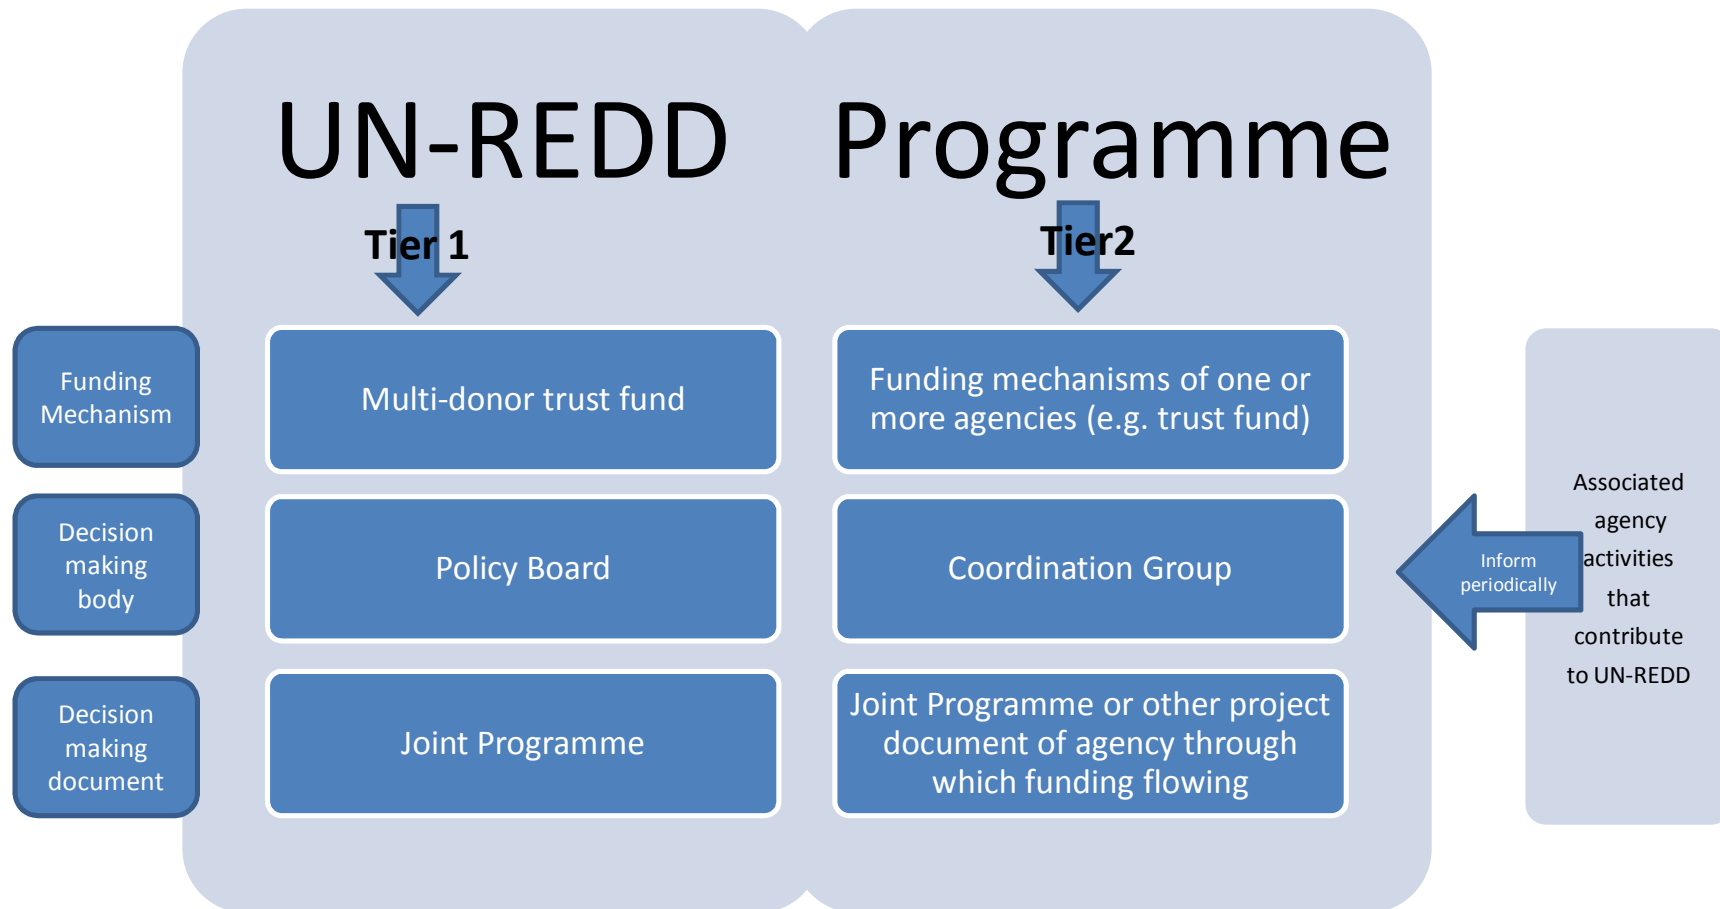 UN-REDD Programme
Tier 1
Tier2
Funding
Mechanism
Multi-donor trust fund
Funding mechanisms of one or
more agencies (e.g. trust fund)
Decision
making
body
Policy Board
Coordination Group
Inform
periodically
Associated
agency
activities
that
contribute
to UN-REDD
Decision
making
document
Joint Programme
Joint Programme or other project
document of agency through
which funding flowing